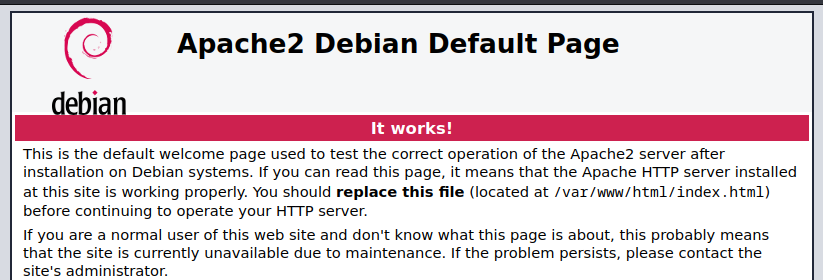 Apache2 Debian Default Page
debian
It works!
This is the default welcome page used to test the correct operation of the Apache2 server after
installation on Debian systems. If you can read this page, it means that the Apache HTTP server installed
at this site is working properly. You should replace this file (located at /var/www/html/index.html)
before continuing to operate your HTTP server.
If you are a normal user of this web site and don't know what this page is about, this probably means
that the site is currently unavailable due to maintenance. If the problem persists, please contact the
site's administrator.